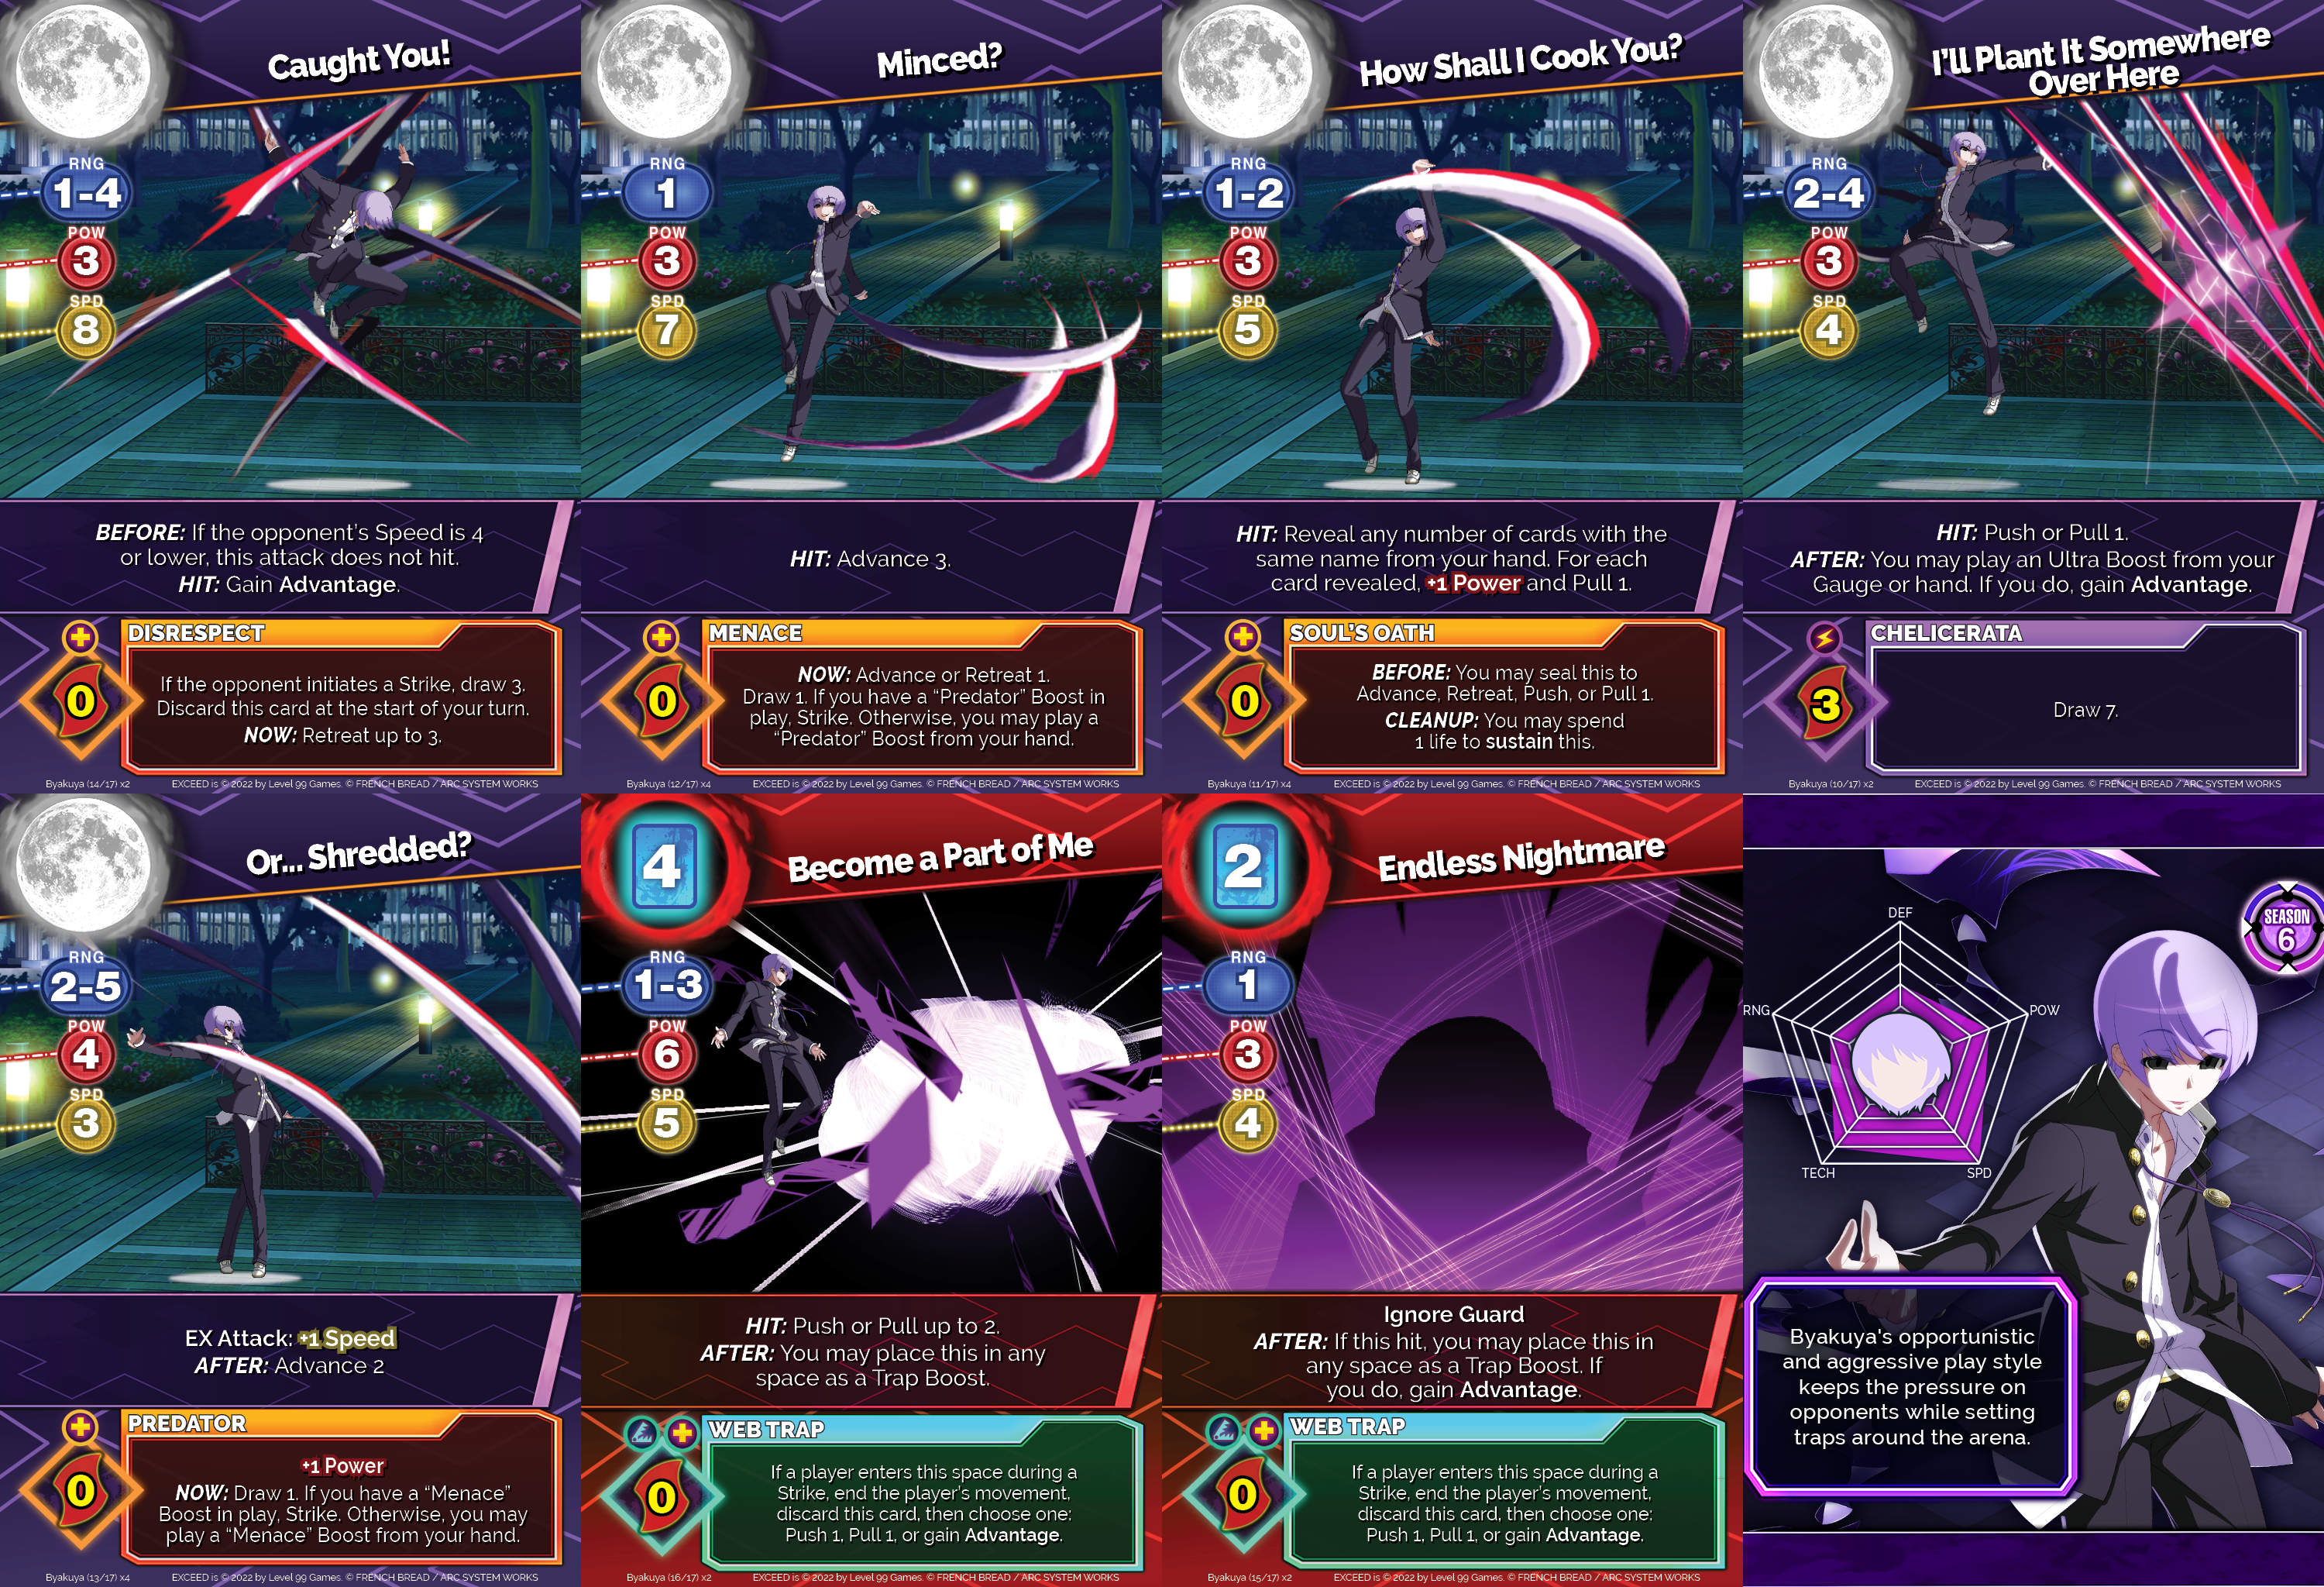 Caught You!
RNG
1-4
POW
3
SPD
8
BEFORE: If the opponent's Speed is 4
or lower, this attack does not hit.
HIT: Gain Advantage.
DISRESPECT
0
If the opponent initiates a Strike, draw 3.
Discard this card at the start of your turn.
NOW: Retreat up to 3.
Byakuya (14/17) x2
EXCEED is © 2022 by Level 99 Games. © FRENCH BREAD / ARC SYSTEM WORKS
Minced?
RNG
1
POW
3
SPD
7
HIT: Advance 3.
MENACE
0
NOW: Advance or Retreat 1.
Draw 1. If you have a “Predator” Boost in
play, Strike. Otherwise, you may play a
“Predator” Boost from your hand.
Byakuya (12/17) x4
EXCEED is © 2022 by Level 99 Games. © FRENCH BREAD / ARC SYSTEM WORKS
How Shall I Cook You?
RNG
1-2
POW
3
SPD
5
HIT: Reveal any number of cards with the
same name from your hand. For each
card revealed, +1 Power and Pull 1.
SOUL'S OATH
0
BEFORE: You may seal this to
Advance, Retreat, Push, or Pull 1.
CLEANUP: You may spend
1 life to sustain this.
Byakuya (11/17) x4
EXCEED is © 2022 by Level 99 Games. © FRENCH BREAD / ARC SYSTEM WORKS
I'll Plant It Somewhere
Over Here
RNG
2-4
POW
3
SPD
4
HIT: Push or Pull 1.
AFTER: You may play an Ultra Boost from your
Gauge or hand. If you do, gain Advantage.
CHELICERATA
3
Draw 7.
Byakuya (10/17) x2
EXCEED is © 2022 by Level 99 Games. © FRENCH BREAD / ARC SYSTEM WORKS
Or... Shredded?
RNG
2-5
POW
4
SPD
3
EX Attack: +1 Speed
AFTER: Advance 2
PREDATOR
0
+1 Power
NOW: Draw 1. If you have a “Menace”
Boost in play, Strike. Otherwise, you may
play a “Menace” Boost from your hand.
Byakuya (13/17) x4
EXCEED is © 2022 by Level 99 Games. © FRENCH BREAD / ARC SYSTEM WORKS
4
Become a Part of Me
RNG
1-3
POW
6
SPD
5
HIT: Push or Pull up to 2.
AFTER: You may place this in any
space as a Trap Boost.
WEB TRAP
0
If a player enters this space during a
Strike, end the player's movement,
discard this card, then choose one:
Push 1, Pull 1, or gain Advantage.
Byakuya (16/17) x2
EXCEED is © 2022 by Level 99 Games. © FRENCH BREAD / ARC SYSTEM WORKS
2
Endless Nightmare
RNG
1
POW
3
SPD
4
Ignore Guard
AFTER: If this hit, you may place this in
any space as a Trap Boost. If
you do, gain Advantage.
WEB TRAP
0
If a player enters this space during a
Strike, end the player's movement,
discard this card, then choose one:
Push 1, Pull 1, or gain Advantage.
Byakuya (15/17) x2
EXCEED is © 2022 by Level 99 Games. © FRENCH BREAD / ARC SYSTEM WORKS
SEASON
6
DEF
RNG
POW
TECH
SPD
Byakuya's opportunistic
and aggressive play style
keeps the pressure on
opponents while setting
traps around the arena.